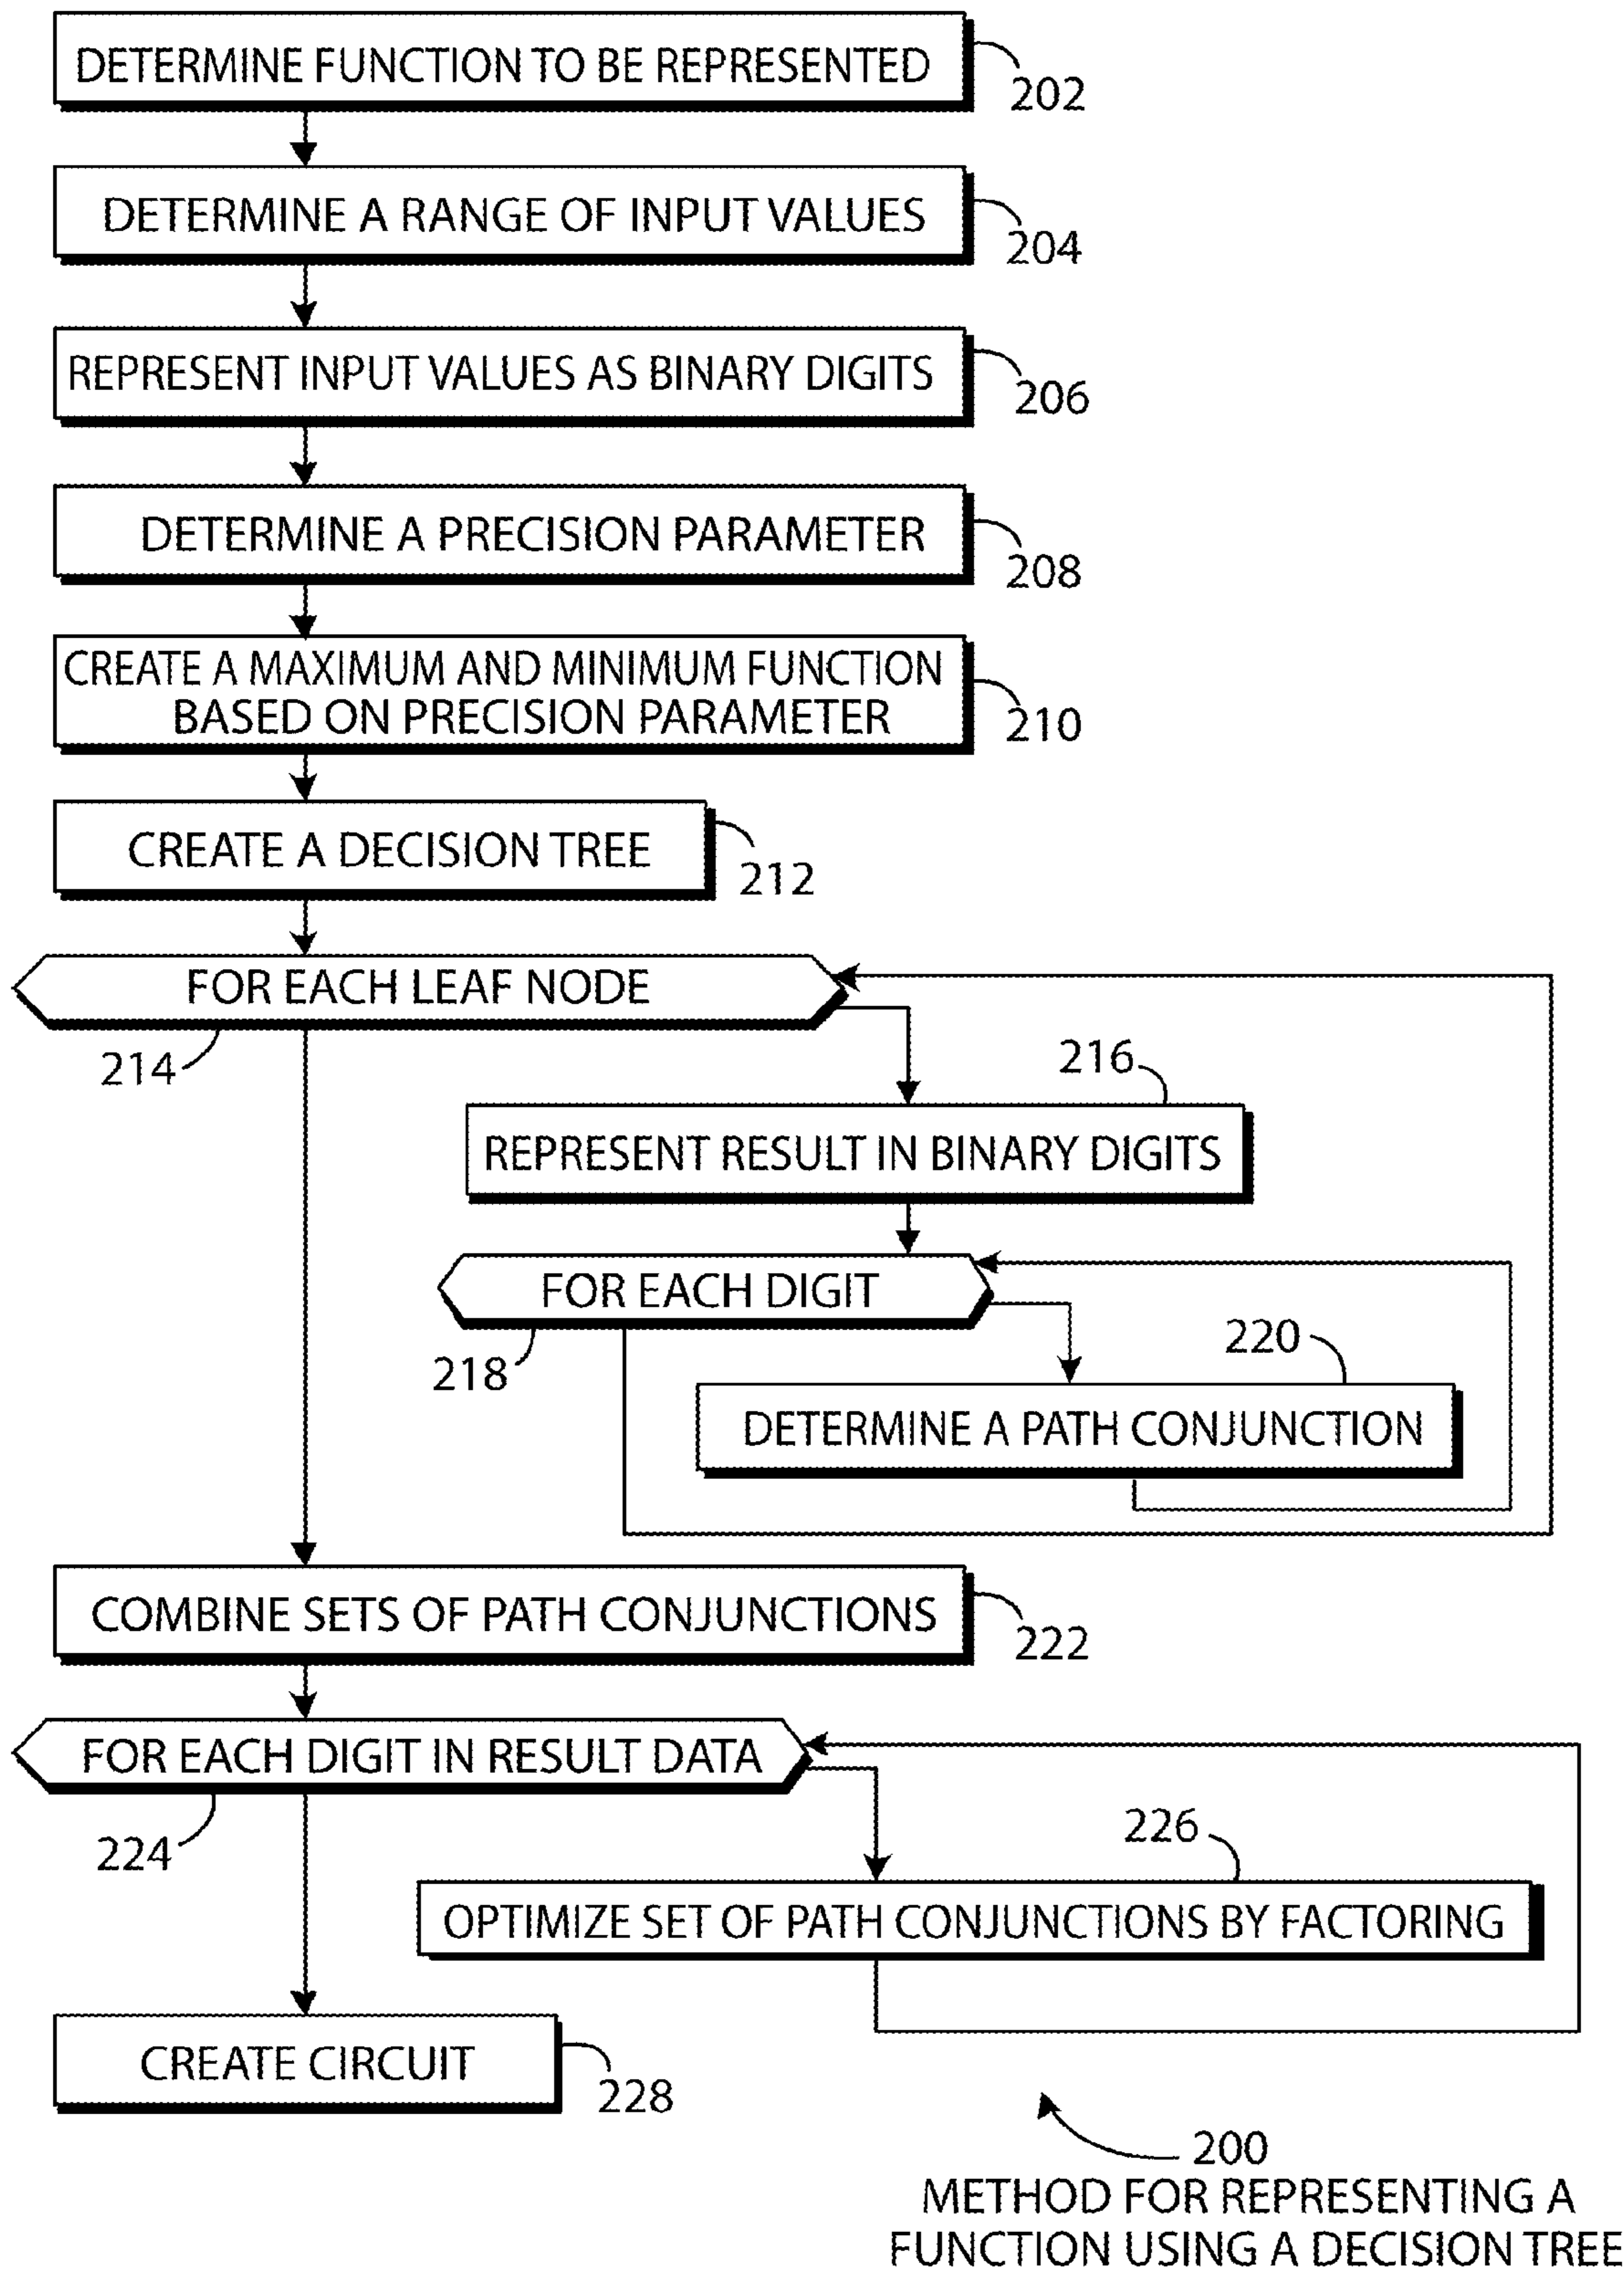 DETERMINE FUNCTION TO BE REPRESENTED
202
DETERMINE A RANGE OF INPUT VALUES
204
REPRESENT INPUT VALUES AS BINARY DIGITS
206
DETERMINE A PRECISION PARAMETER
208
CREATE A MAXIMUM AND MINIMUM FUNCTION
BASED ON PRECISION PARAMETER
210
CREATE A DECISION TREE
212
FOR EACH LEAF NODE
214
216
REPRESENT RESULT IN BINARY DIGITS
FOR EACH DIGIT
218
220
DETERMINE A PATH CONJUNCTION
COMBINE SETS OF PATH CONJUNCTIONS
222
FOR EACH DIGIT IN RESULT DATA
224
226
OPTIMIZE SET OF PATH CONJUNCTIONS BY FACTORING
CREATE CIRCUIT
228
200
METHOD FOR REPRESENTING A
FUNCTION USING A DECISION TREE